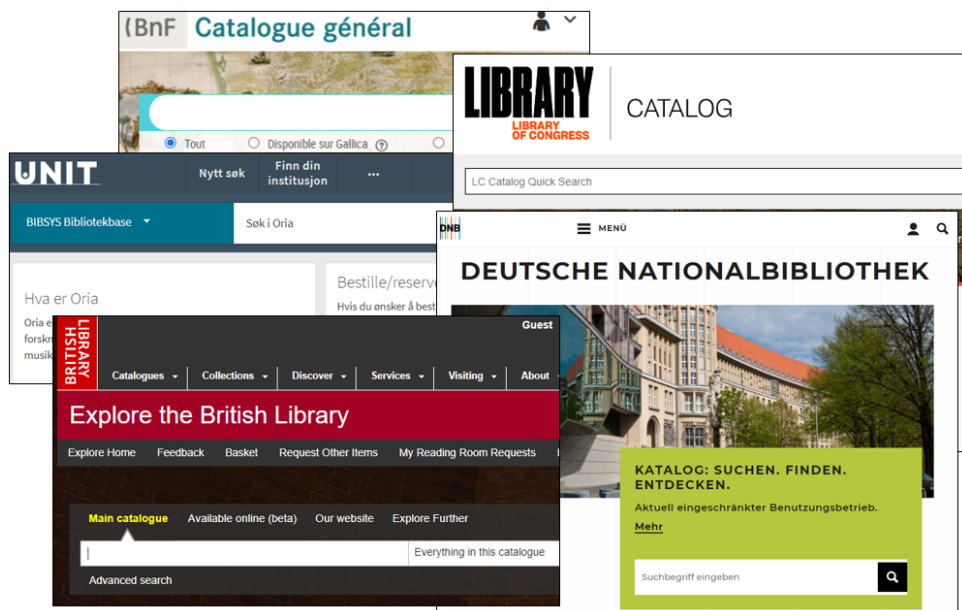 BnF Catalogue général
Tout Disponible sur Gallica ?
LIBRARY
LIBRARY
OF CONGRESS
CATALOG
LC Catalog Quick Search
UNIT
Nytt søk Finn din
institusjon ...
BIBSYS Bibliotekbase Søk i Oria
Hva er Oria
Oria e
forskn
musik
Bestille/reserv
Hvis du ønsker å best
DNB MENÜ
DEUTSCHE NATIONALBIBLIOTHEK
KATALOG: SUCHEN. FINDEN.
ENTDECKEN.
Aktuell eingeschränkter Benutzungsbetrieb.
Mehr
Suchbegriff eingeben
BRITISH
LIBRARY
Guest
Catalogues Collections Discover Services Visiting About
Explore the British Library
Explore Home Feedback Basket Request Other Items My Reading Room Requests
Main catalogue Available online (beta) Our website Explore Further
Everything in this catalogue
Advanced search